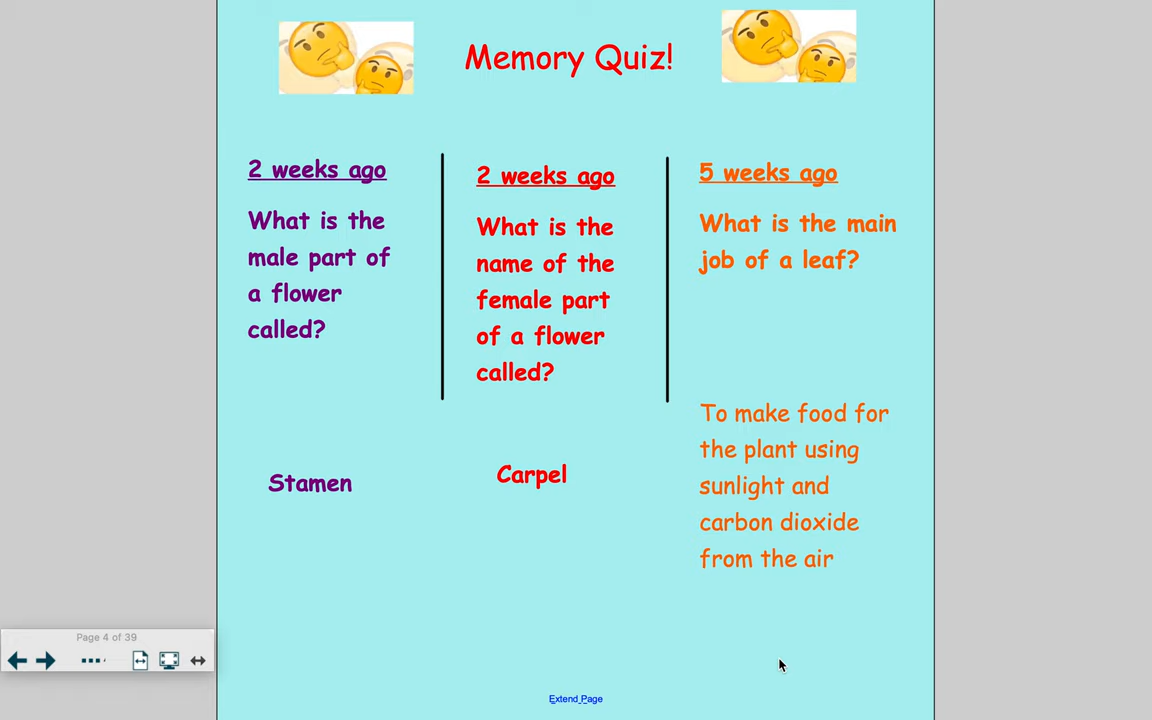 Memory Quiz!
2 weeks ago
What is the
male part of
a flower
called?
Stamen
2 weeks ago
What is the
name of the
female part
of a flower
called?
Carpel
5 weeks ago
What is the main
job of a leaf?
To make food for
the plant using
sunlight and
carbon dioxide
from the air
Page 4 of 39
Extend Page